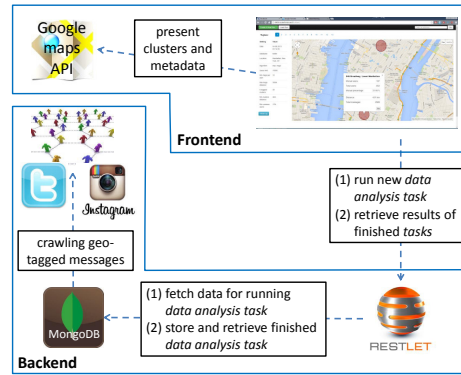 Google
maps
API
present
clusters and
metadata
Frontend
(1) run new data
analysis task
(2) retrieve results of
finished tasks
Instagram
crawling geo-
tagged messages
(1) fetch data for running
data analysis task
(2) store and retrieve finished
data analysis task
MongoDB
RESTLET
Backend